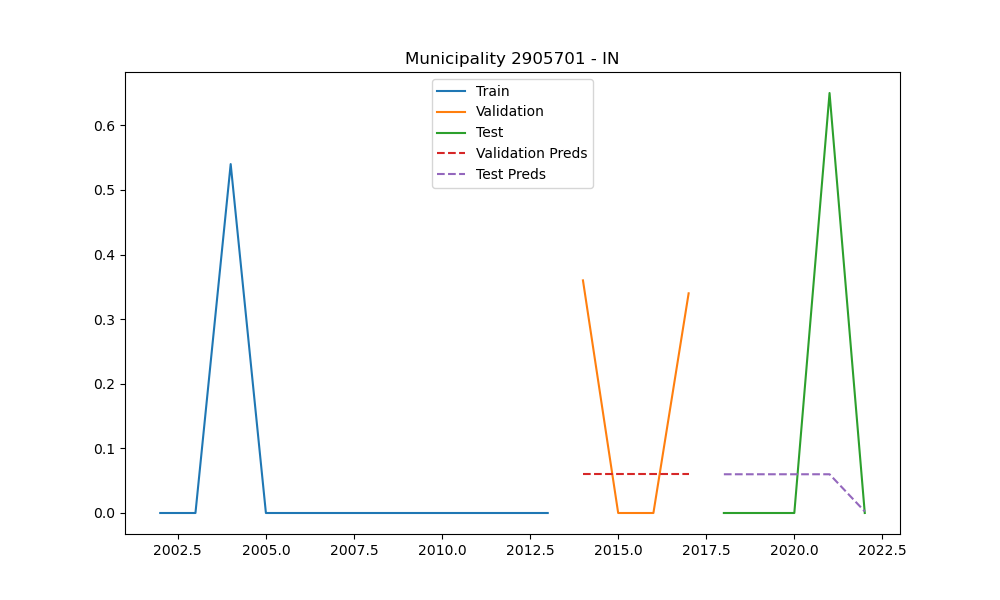 Municipality 2905701 - IN
Train
Validation
Test
Validation Preds
Test Preds
0.6
0.5
0.4
0.3
0.2
0.1
0.0
2002.5 2005.0 2007.5 2010.0 2012.5 2015.0 2017.5 2020.0 2022.5